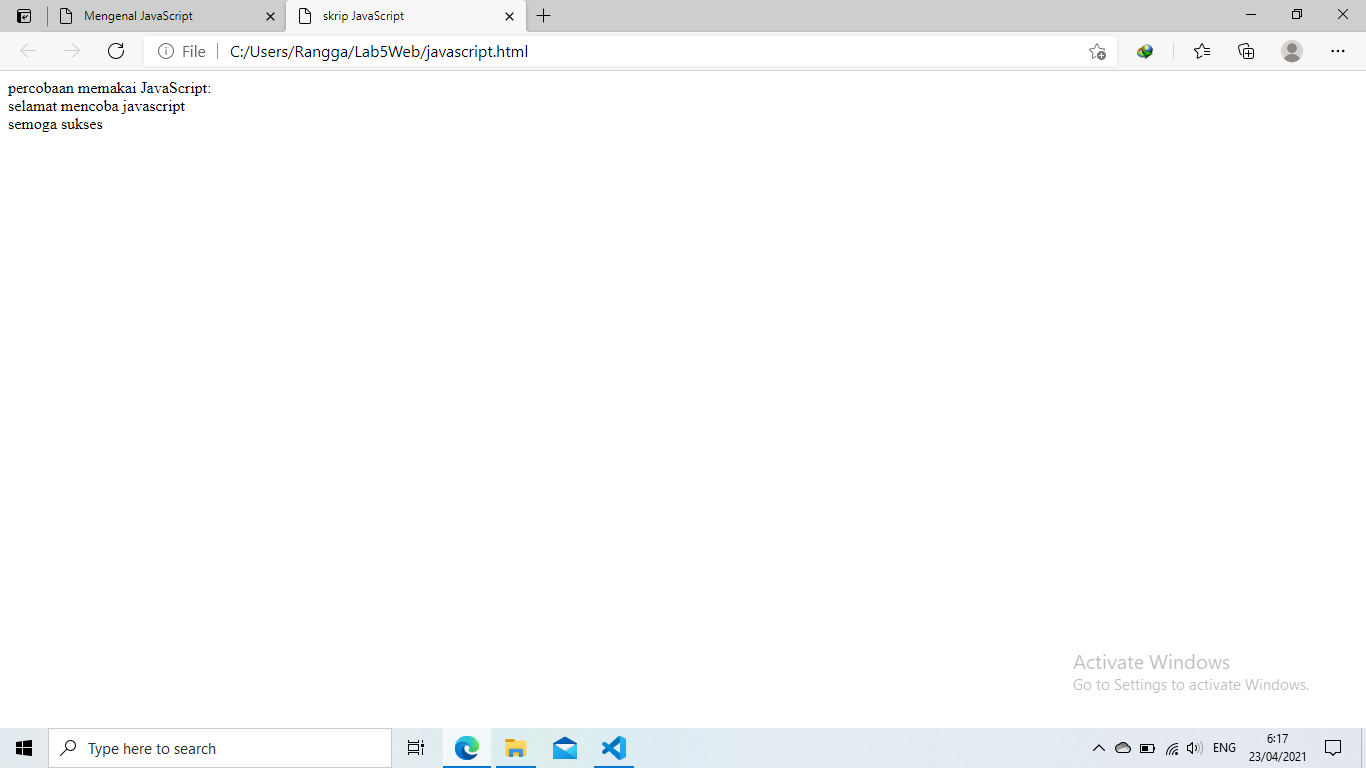 Mengenal JavaScript
skrip JavaScript
File
C:/Users/Rangga/Lab5Web/javascript.html
percobaan memakai JavaScript:
selamat mencoba javascript
semoga sukses
Activate Windows
Go to Settings to activate Windows.
Type here to search
ENG
6:17
23/04/2021